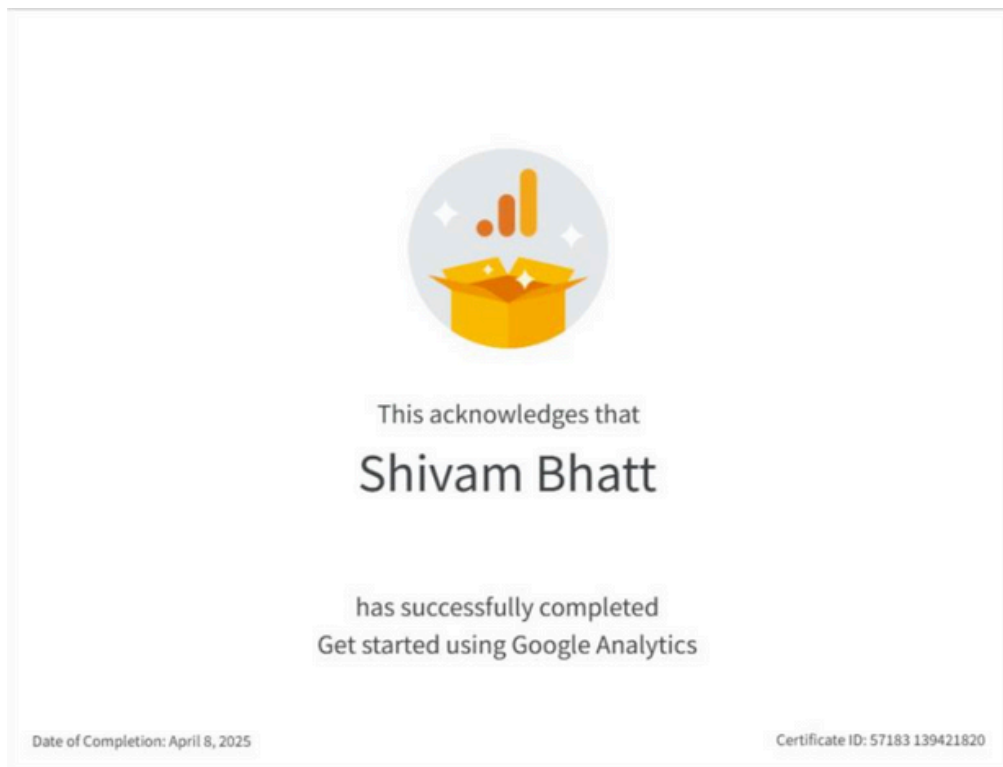 This acknowledges that
Shivam Bhatt
has successfully completed
Get started using Google Analytics
Date of Completion: April 8, 2025
Certificate ID: 57183 139421820